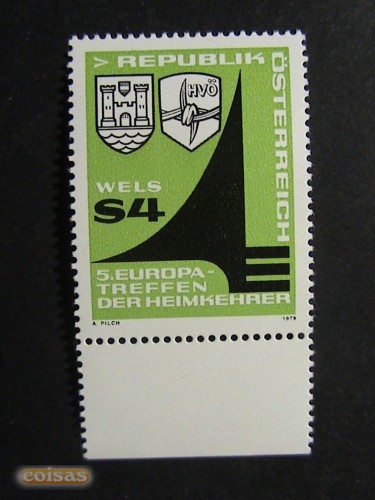 > REPUBLIK
ÖSTERREICH
HVÖ
WELS
S4
5.EUROPA-
TREFFEN
DER HEIMKEHRER
A. PILCH
1979
coisas